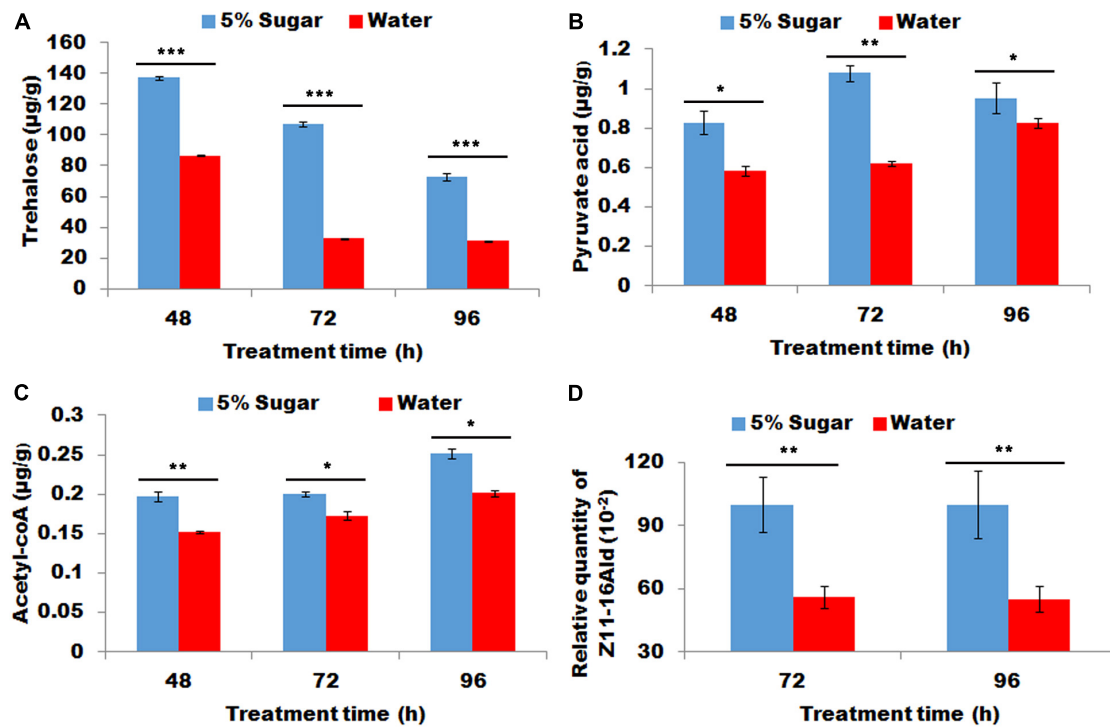 A
5% Sugar Water
Trehalose (µg/g)
160
140
120
100
80
60
40
20
0
***
***
***
48 72 96
Treatment time (h)
B
5% Sugar Water
Pyruvate acid (µg/g)
1.2
1
0.8
0.6
0.4
0.2
0
*
**
*
48 72 96
Treatment time (h)
C
5% Sugar Water
Acetyl-coA (µg/g)
0.3
0.25
0.2
0.15
0.1
0.05
0
**
*
*
48 72 96
Treatment time (h)
D
5% Sugar Water
Relative quantity of
Z11-16Ald (10-2)
120
90
60
30
**
**
72 96
Treatment time (h)